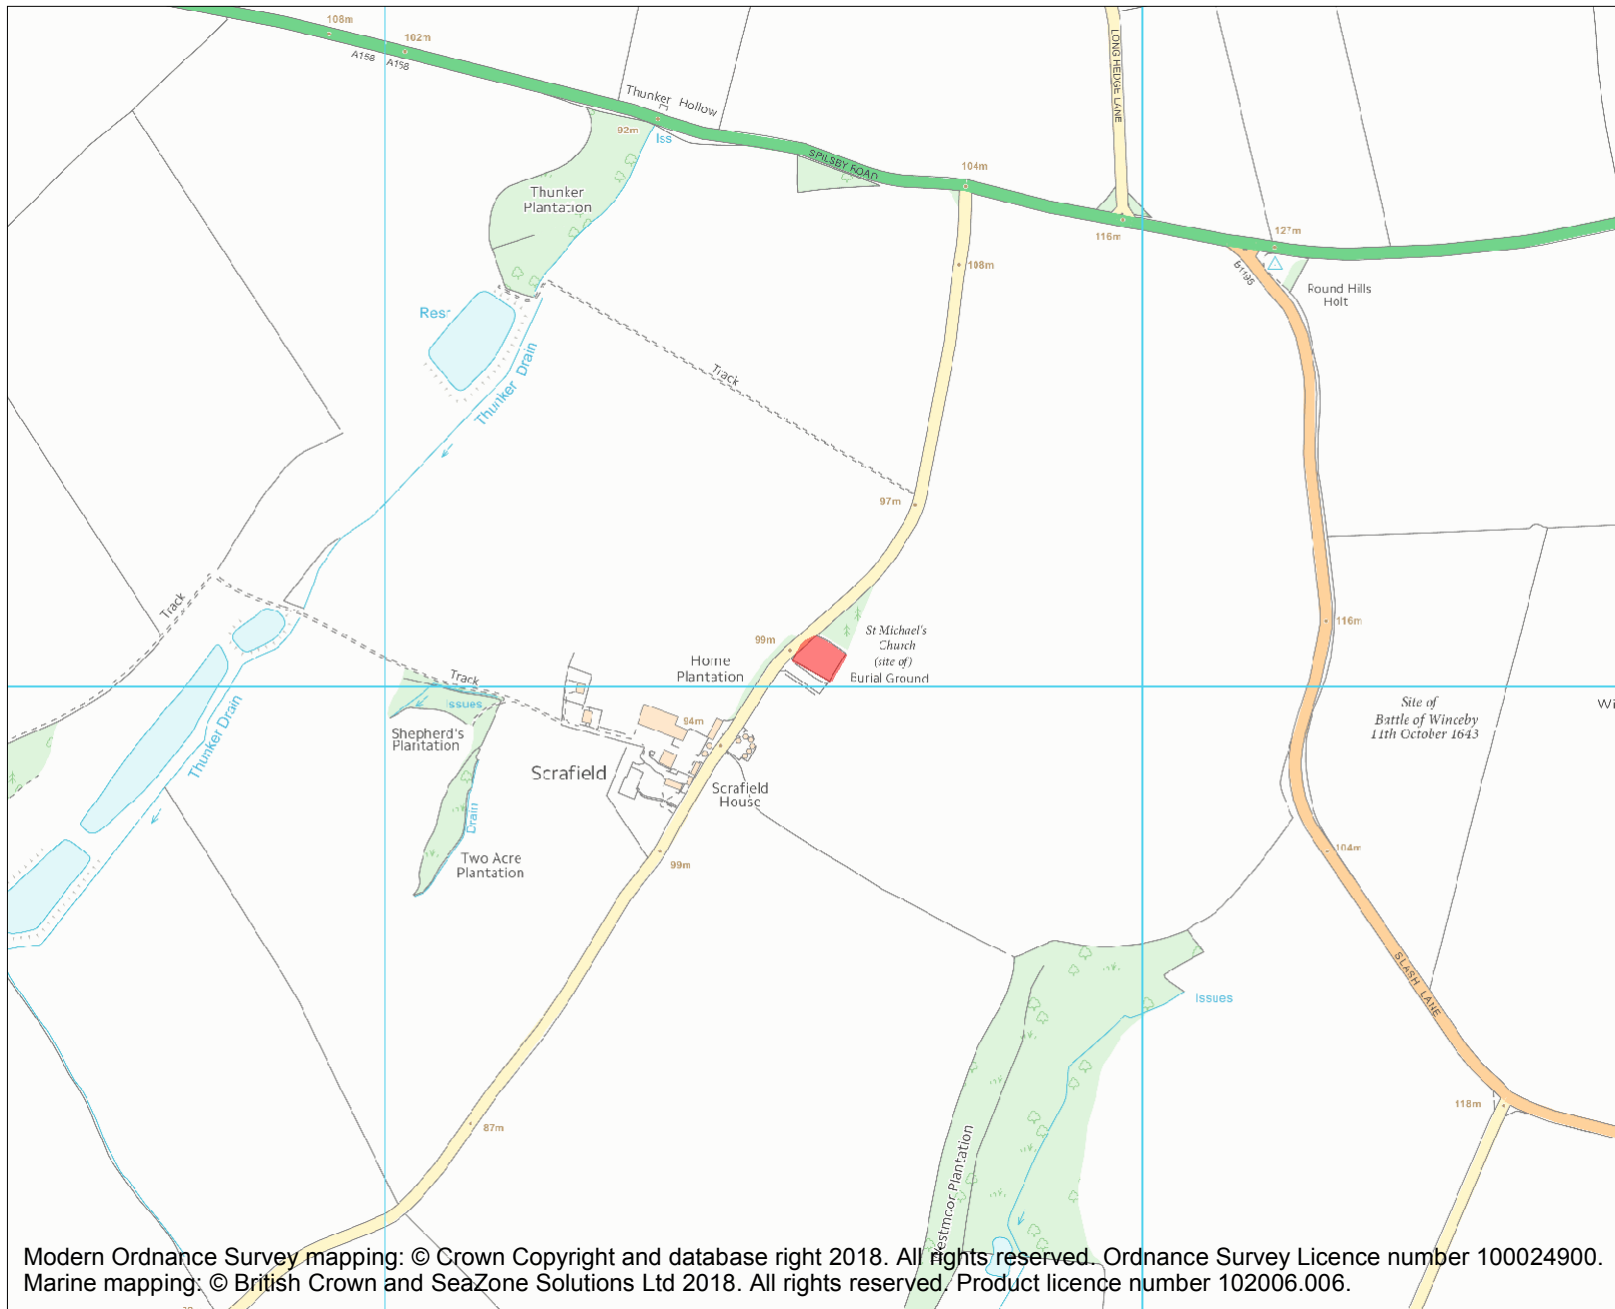 108m
102m
A158 A158
Thunker Hollow
92m
Iss
SPILSBY ROAD
LONG HEDGE LANE
104m
116m
127m
B1195
Round Hills
Holt
Thunker
Plantation
108m
Resr
Thunker Drain
Track
97m
Track
99m
St Michael's
Church
(site of)
Burial Ground
116m
Home
Plantation
Track
Issues
Shepherd's
Plantation
94m
Thunker Drain
Scrafield
Scrafield
House
Site of
Battle of Winceby
11th October 1643
Wi
Drain
Two Acre
Plantation
99m
104m
SLASH LANE
Issues
118m
87m
Westmoor Plantation
Modern Ordnance Survey mapping: © Crown Copyright and database right 2018. All rights reserved. Ordnance Survey Licence number 100024900.
Marine mapping: © British Crown and SeaZone Solutions Ltd 2018. All rights reserved. Product licence number 102006.006.